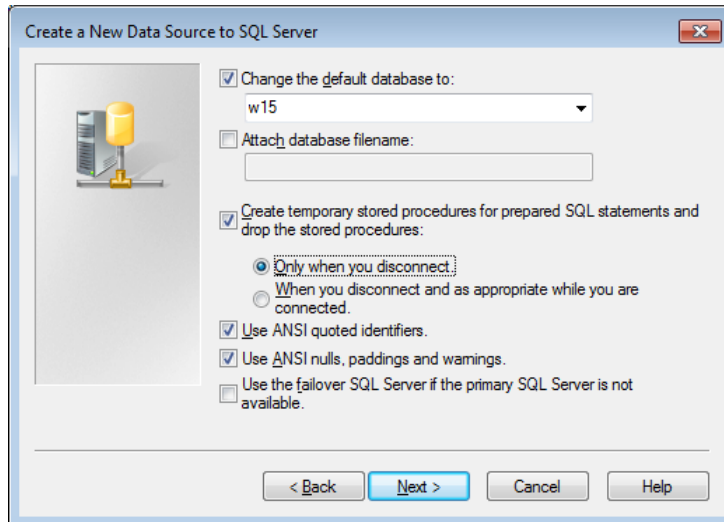 Create a New Data Source to SQL Server
Change the default database to:
w15
Attach database filename:
Create temporary stored procedures for prepared SQL statements and
drop the stored procedures:
Only when you disconnect.
When you disconnect and as appropriate while you are
connected.
Use ANSI quoted identifiers.
Use ANSI nulls, paddings and warnings.
Use the failover SQL Server if the primary SQL Server is not
available.
< Back
Next >
Cancel
Help